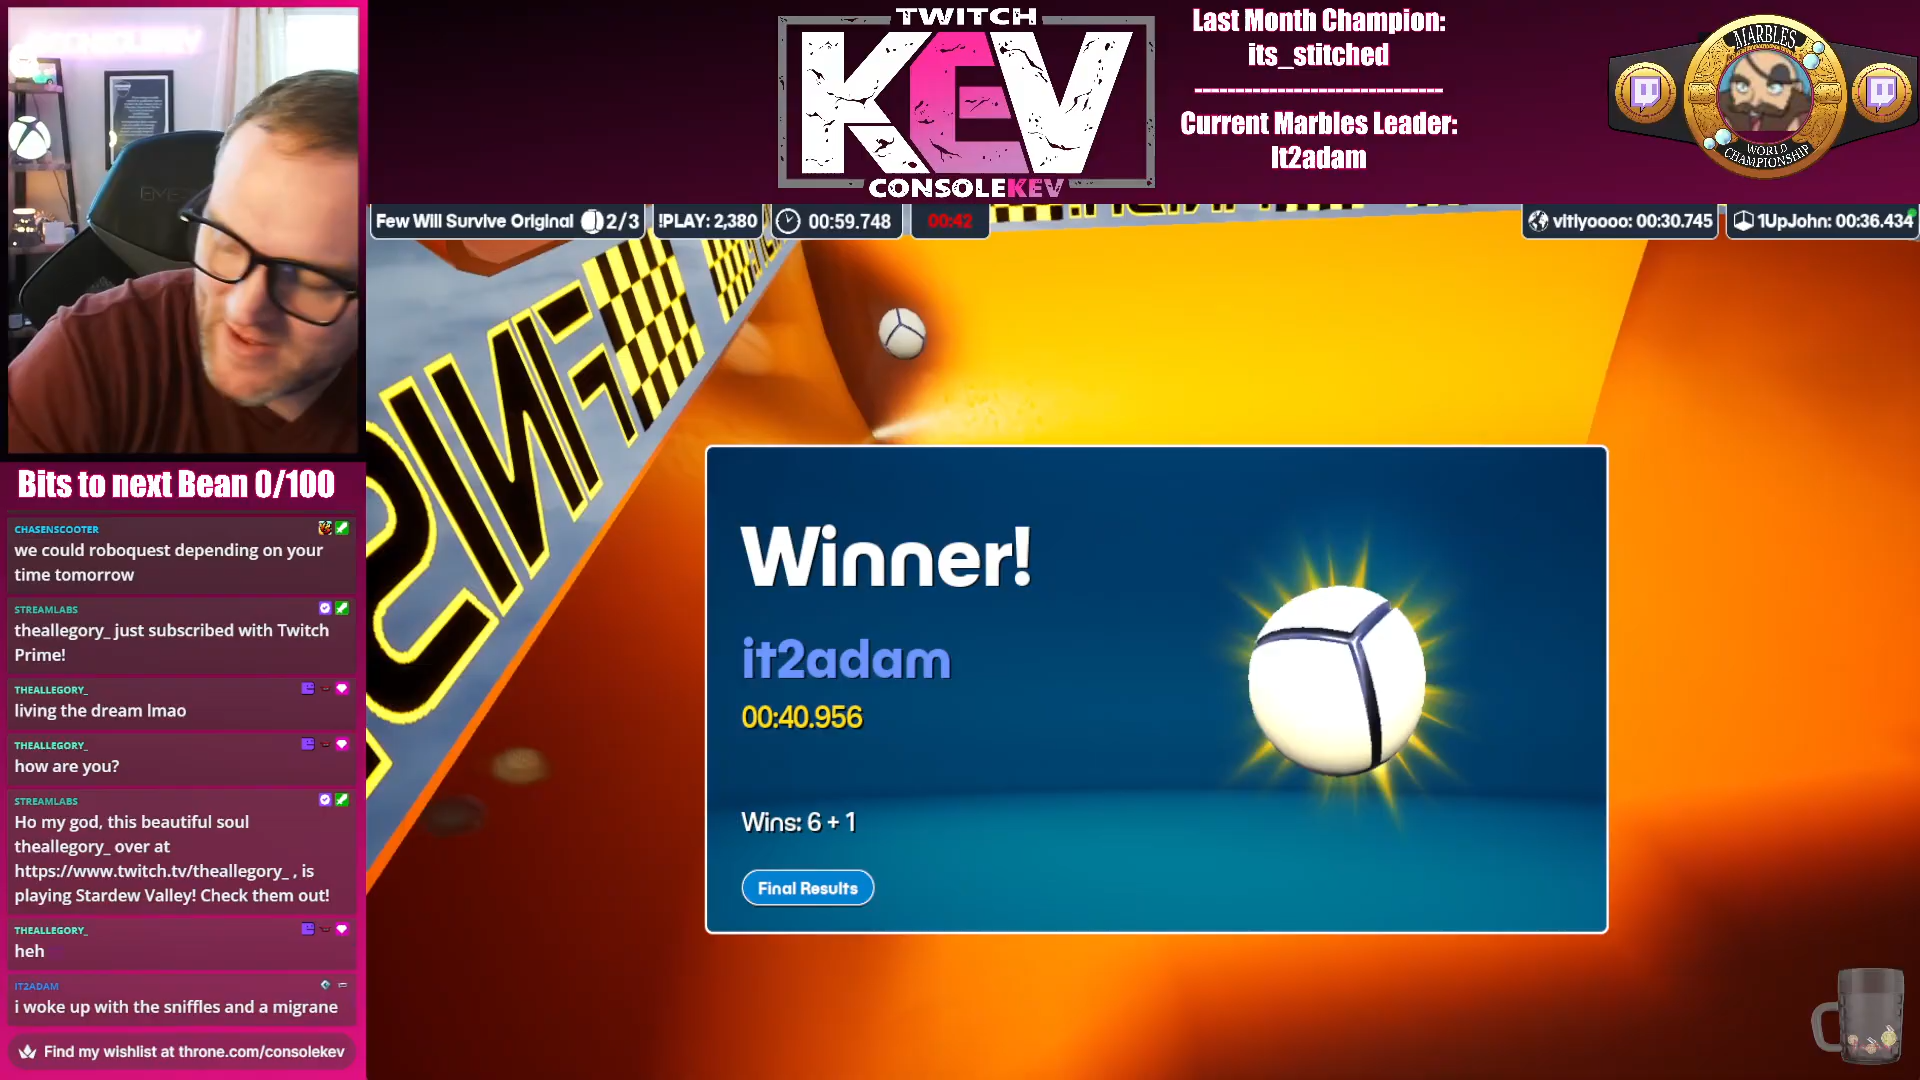 TWITCH
KEV
CONSOLEKEV
Last Month Champion:
its_stitched
Current Marbles Leader:
It2adam
MARBLES
WORLD
CHAMPIONSHIP
Few Will Survive Original 2/3
!PLAY: 2,380
00:59.748
00:42
vitlyoooo: 00:30.745
1UpJohn: 00:36.434
FINIS
Winner!
it2adam
00:40.956
Wins: 6 + 1
Final Results
Bits to next Bean 0/100
CHASENSCOOTER
we could roboquest depending on your
time tomorrow
STREAMLABS
theallegory_ just subscribed with Twitch
Prime!
THEALLEGORY_
living the dream lmao
THEALLEGORY_
how are you?
STREAMLABS
Ho my god, this beautiful soul
theallegory_ over at
https://www.twitch.tv/theallegory_ , is
playing Stardew Valley! Check them out!
THEALLEGORY_
heh
IT2ADAM
i woke up with the sniffles and a migrane
Find my wishlist at throne.com/consolekev